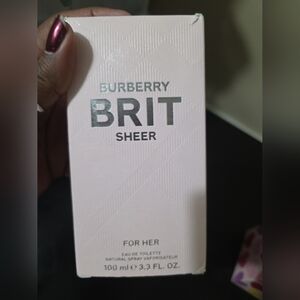 BURBERRY
BRIT
SHEER
FOR HER
EAU DE TOILETTE
NATURAL SPRAY VAPORISATEUR
100 ml ℮ 3.3 FL. OZ.